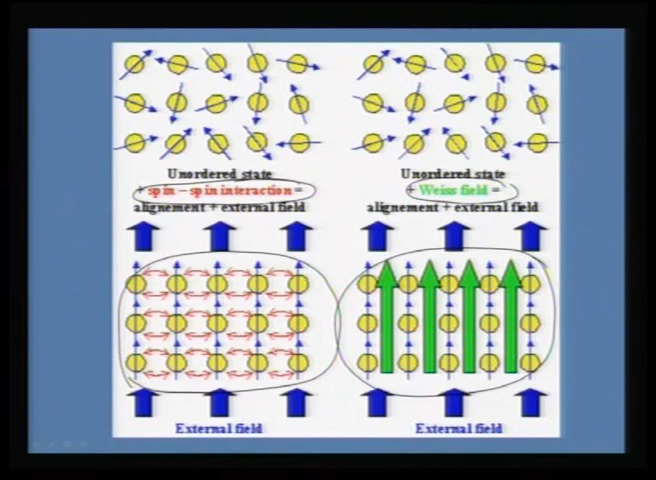 Unordered state
+ spin – spin interaction =
alignement + external field
Unordered state
+ Weiss field =
alignement + external field
External field
External field